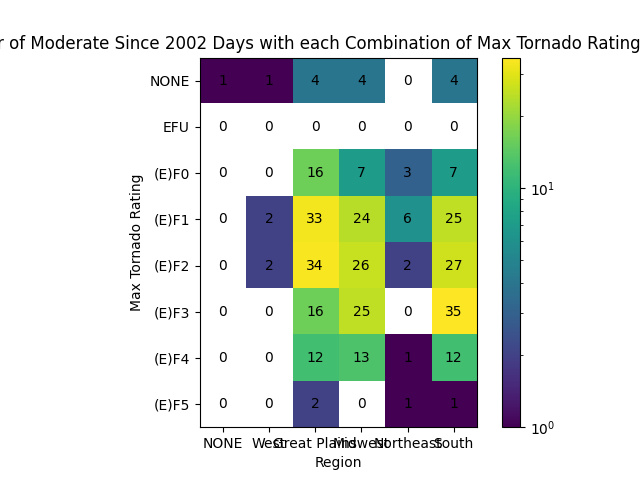 r of Moderate Since 2002 Days with each Combination of Max Tornado Rating
NONE 1 1 4 4 0 4
EFU 0 0 0 0 0 0
(E)F0 0 0 16 7 3 7
(E)F1 0 2 33 24 6 25
(E)F2 0 2 34 26 2 27
(E)F3 0 0 16 25 0 35
(E)F4 0 0 12 13 1 12
(E)F5 0 0 2 0 1 1
Max Tornado Rating
NONE West Great Plains Midwest Northeast South
Region
10¹
10⁰